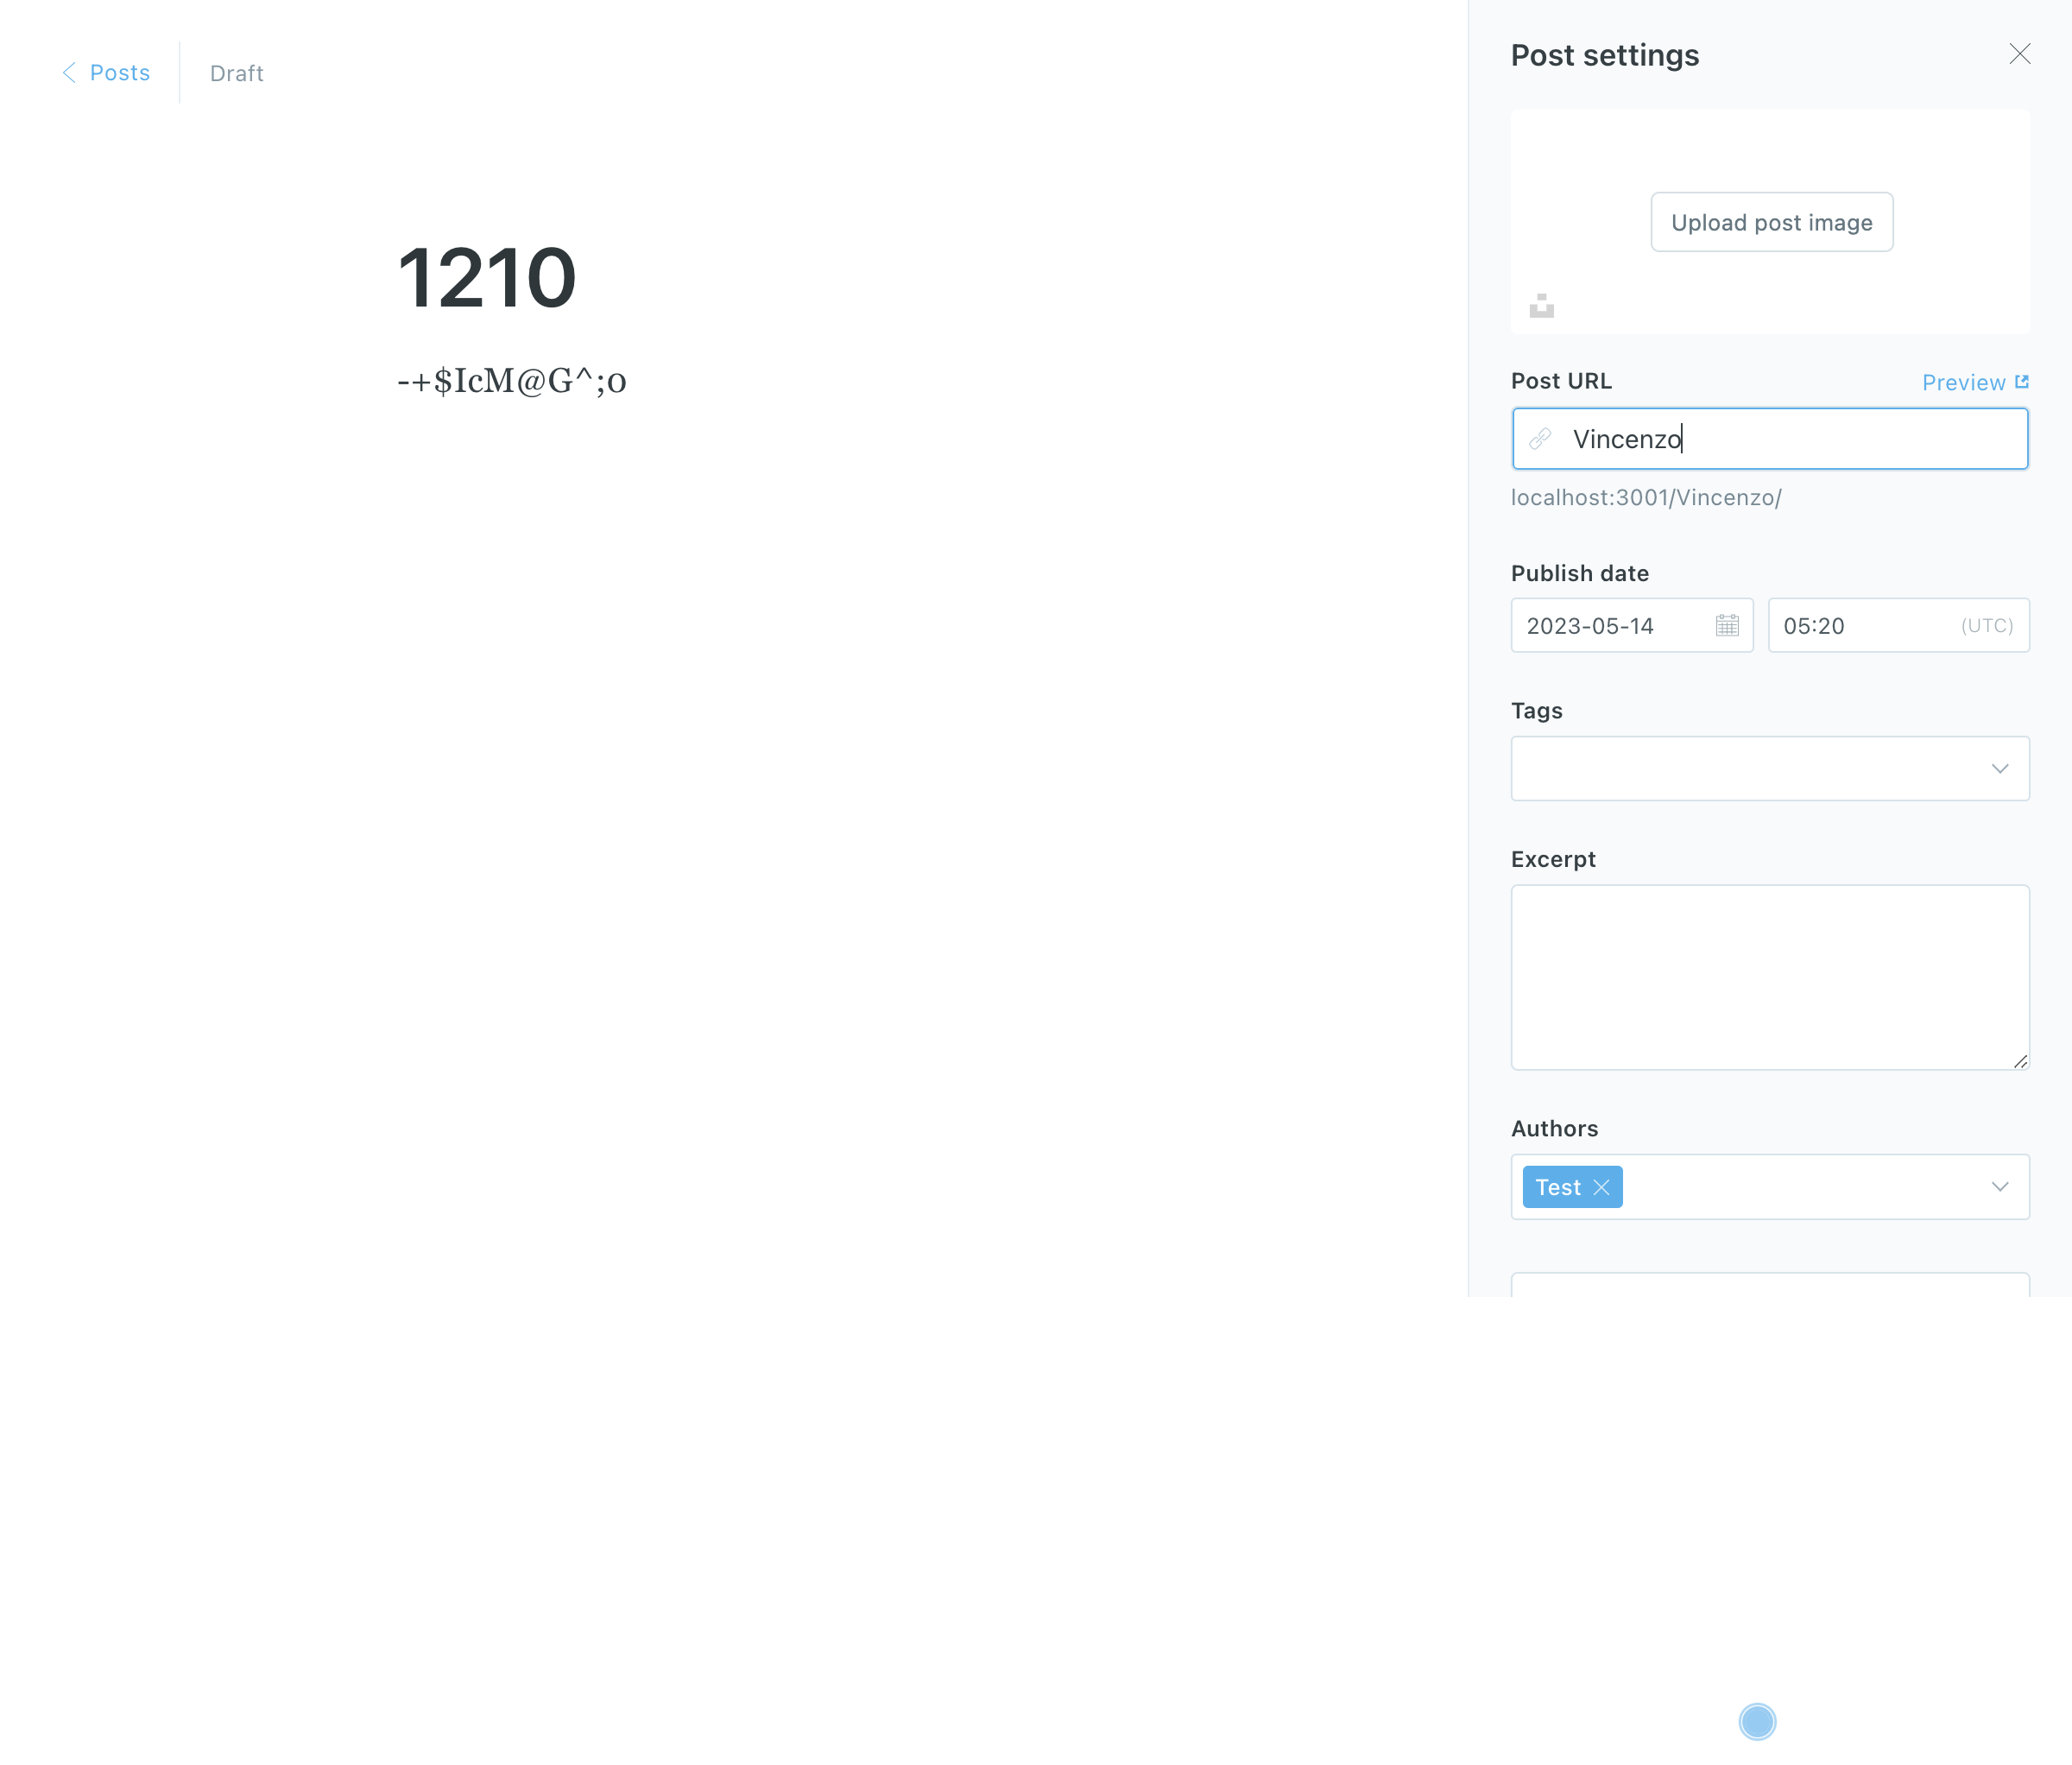 Posts
Draft
1210
-+$IcM@G^;o
Post settings
Upload post image
Post URL
Preview
Vincenzo
localhost:3001/Vincenzo/
Publish date
2023-05-14
05:20
(UTC)
Tags
Excerpt
Authors
Test